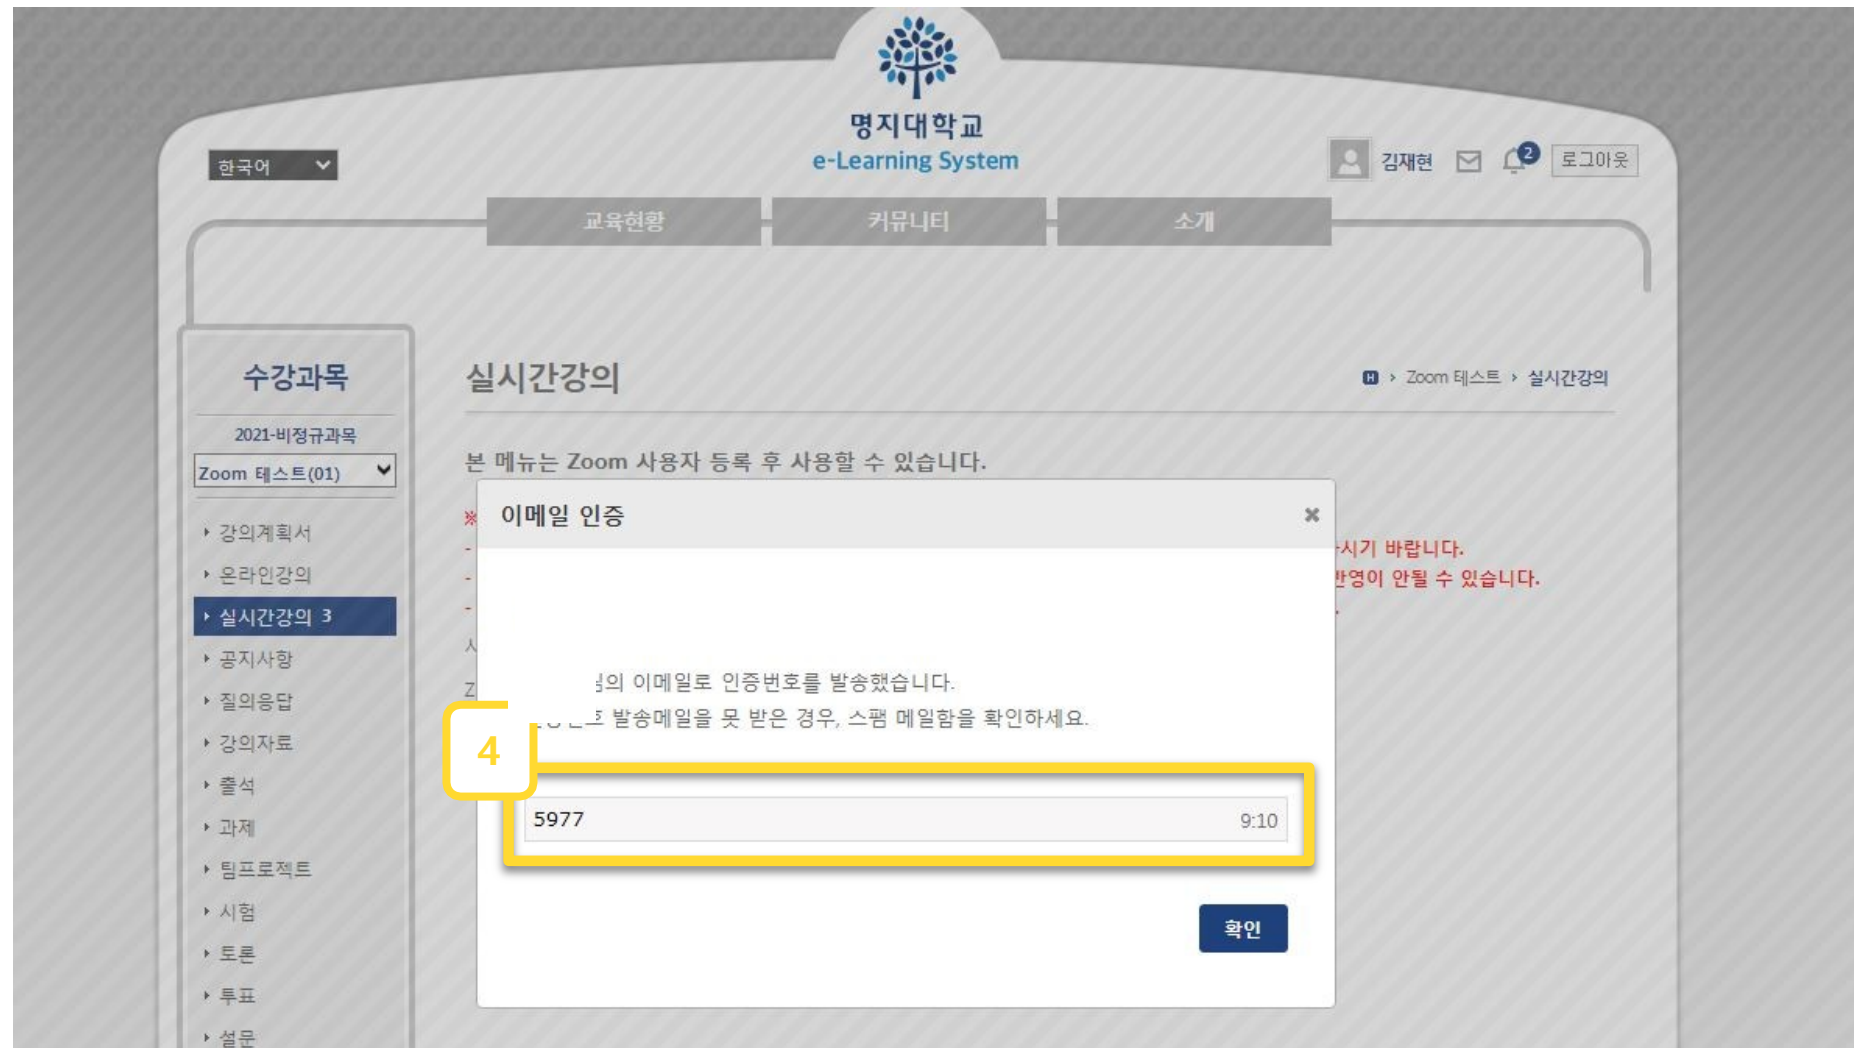 명지대학교
e-Learning System
한국어
김재현 2 로그아웃
교육현황 커뮤니티 소개
수강과목
2021-비정규과목
Zoom 테스트(01)
강의계획서
온라인강의
실시간강의 3
공지사항
질의응답
강의자료
출석
과제
팀프로젝트
시험
토론
투표
설문
실시간강의
H > Zoom 테스트 > 실시간강의
본 메뉴는 Zoom 사용자 등록 후 사용할 수 있습니다.
※
- 시기 바랍니다.
- 반영이 안될 수 있습니다.
- .
Z
이메일 인증 ×
의 이메일로 인증번호를 발송했습니다.
발송메일을 못 받은 경우, 스팸 메일함을 확인하세요.
4
5977 9:10
확인